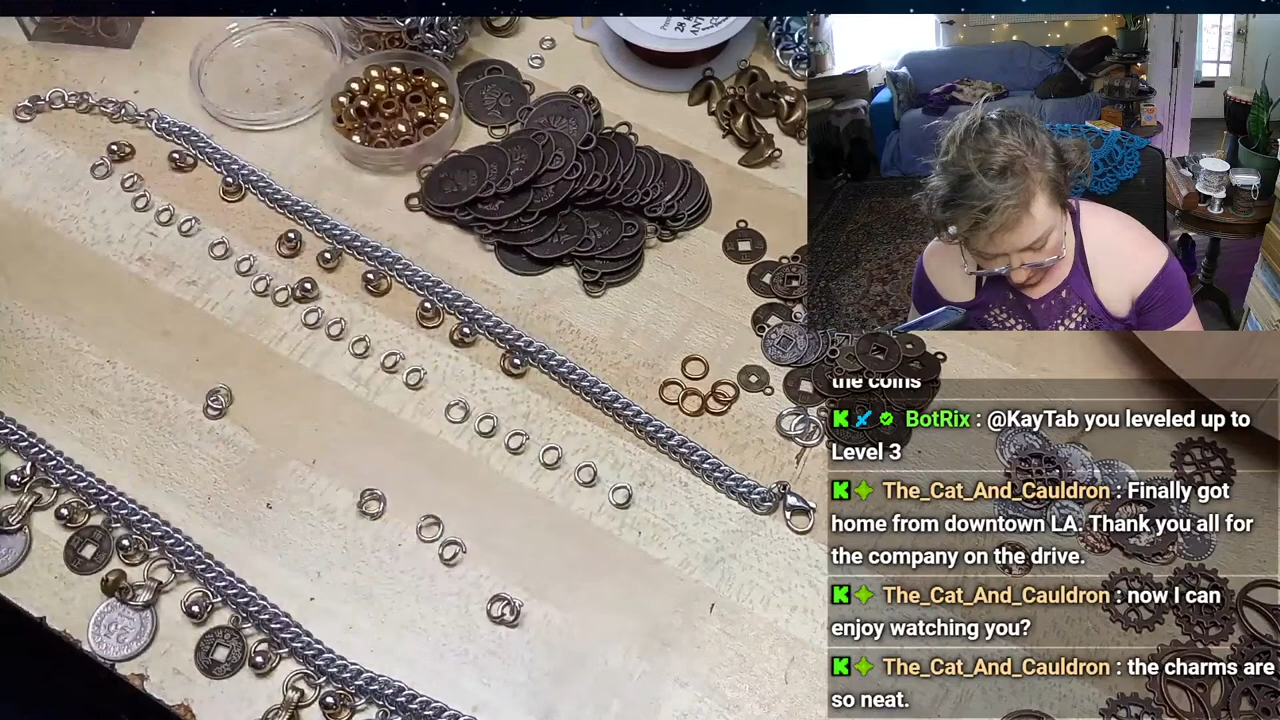 28
ANT
the coins
BotRix : @KayTab you leveled up to
Level 3
The_Cat_And_Cauldron : Finally got
home from downtown LA. Thank you all for
the company on the drive.
The_Cat_And_Cauldron : now I can
enjoy watching you?
The_Cat_And_Cauldron : the charms are
so neat.